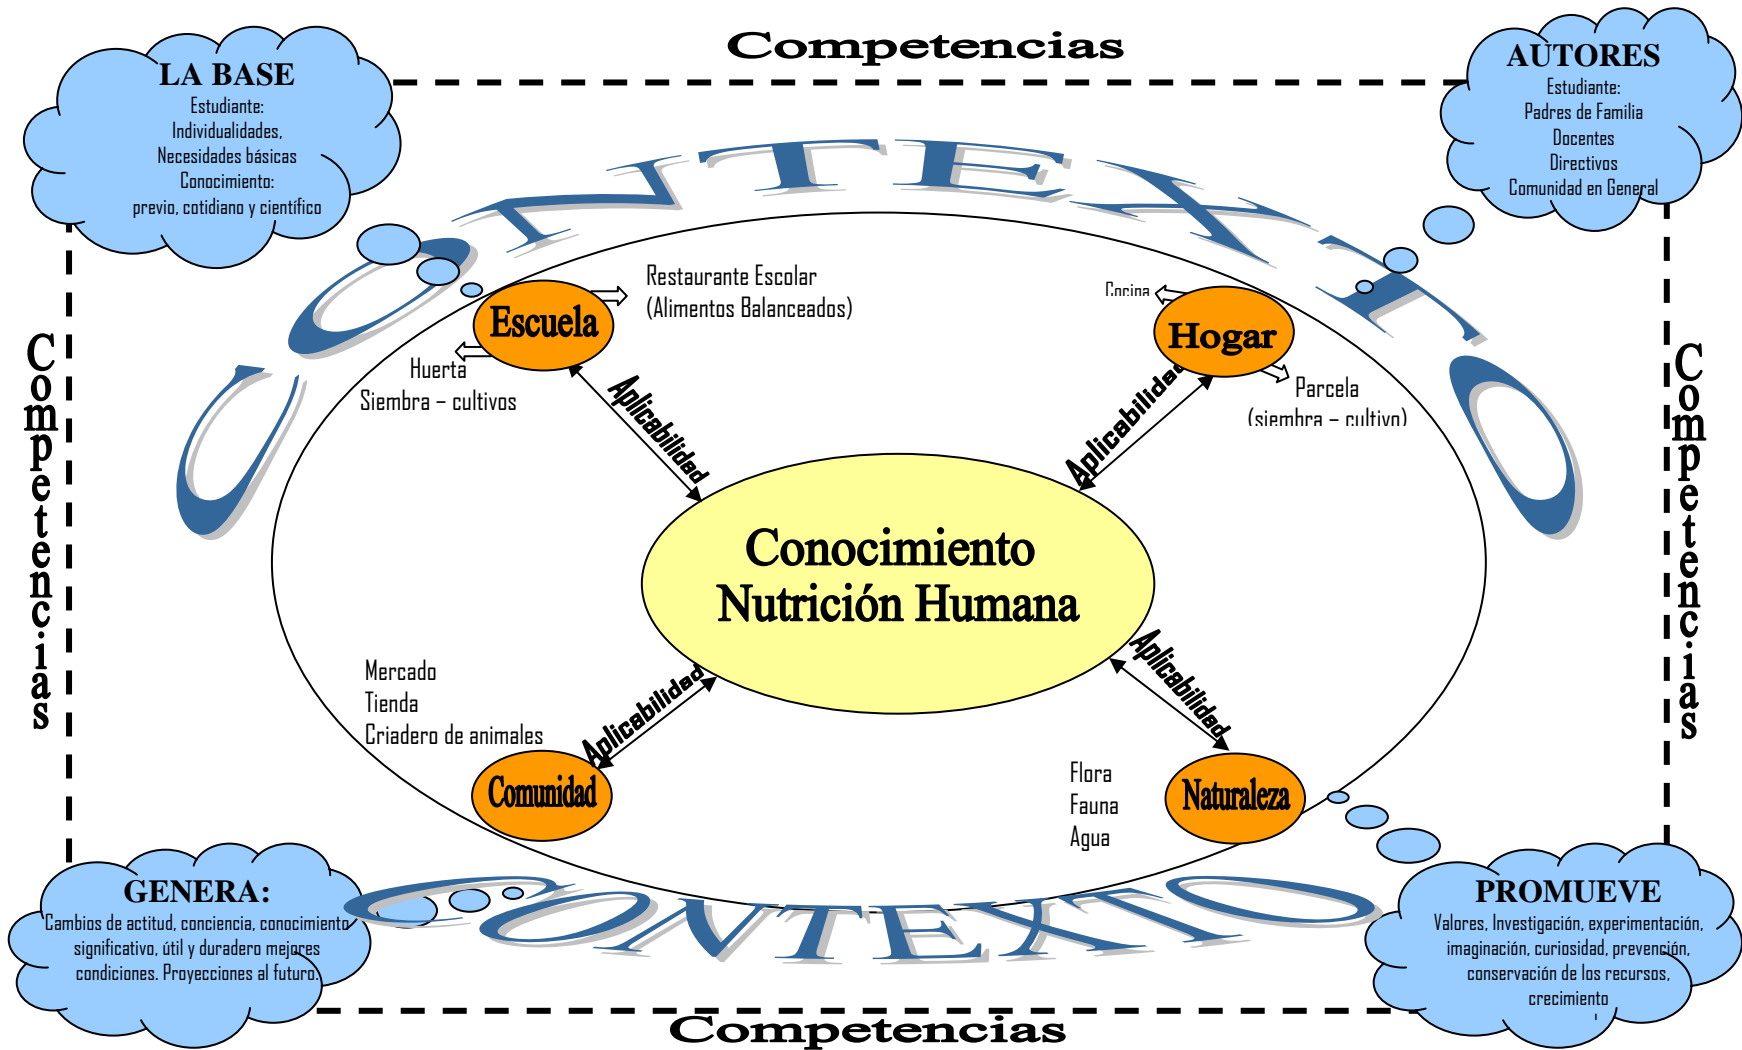 Competencias
LA BASE
Estudiante:
Individualidades,
Necesidades básicas
Conocimiento:
previo, cotidiano y científico
AUTORES
Estudiante:
Padres de Familia
Docentes
Directivos
Comunidad en General
CONTEXTO
Escuela
Restaurante Escolar
(Alimentos Balanceados)
Huerta
Siembra – cultivos
Aplicabilidad
Cocina
Hogar
Parcela
(siembra – cultivo)
Aplicabilidad
Competencias
Competencias
Conocimiento
Nutrición Humana
Mercado
Tienda
Criadero de animales
Aplicabilidad
Comunidad
Aplicabilidad
Flora
Fauna
Agua
Naturaleza
CONTEXTO
GENERA:
Cambios de actitud, conciencia, conocimiento
significativo, útil y duradero mejores
condiciones. Proyecciones al futuro.
PROMUEVE
Valores, Investigación, experimentación,
imaginación, curiosidad, prevención,
conservación de los recursos,
crecimiento
Competencias